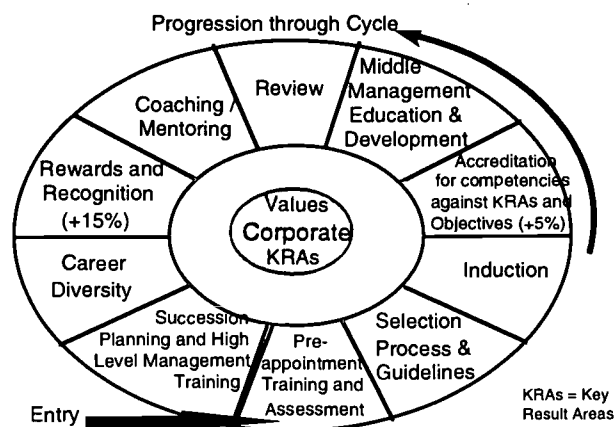 Progression through Cycle
Review
Middle
Management
Education &
Development
Coaching /
Mentoring
Accreditation
for competencies
against KRAs and
Objectives (+5%)
Rewards and
Recognition
(+15%)
Values
Corporate
KRAs
Induction
Career
Diversity
Selection
Process &
Guidelines
Succession
Planning and High
Level Management
Training
Pre-
appointment
Training and
Assessment
Entry
KRAs = Key
Result Areas